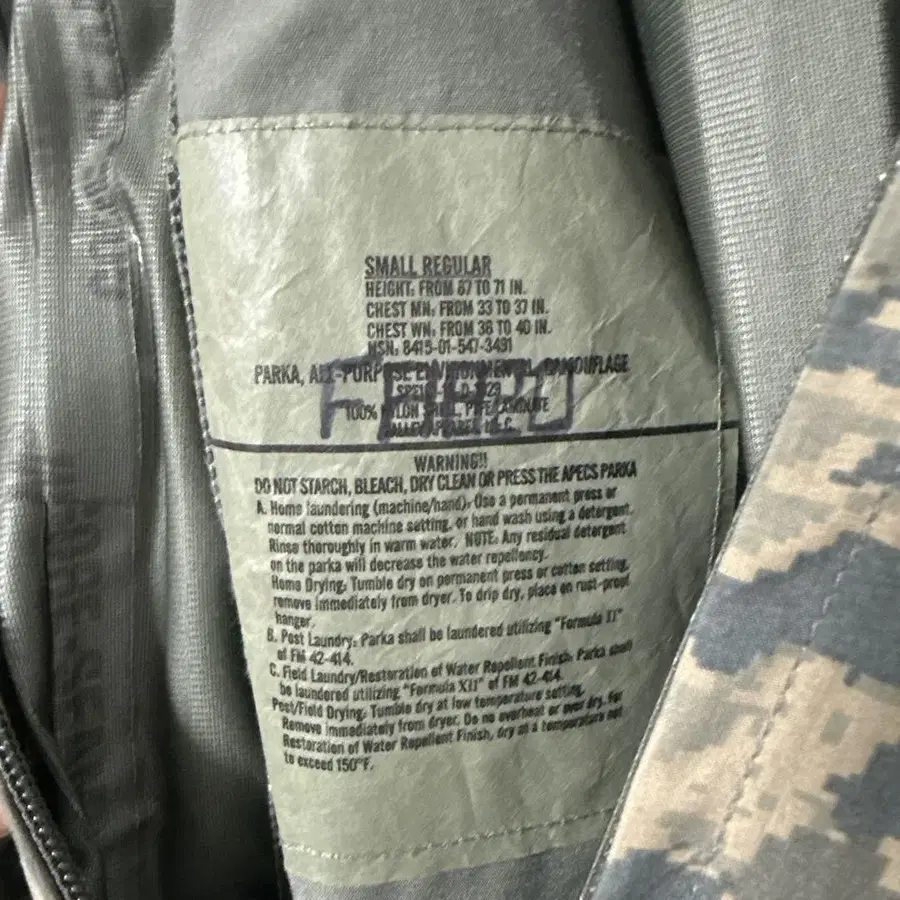 SMALL REGULAR
HEIGHT: FROM 67 TO 71 IN.
CHEST MN: FROM 33 TO 37 IN.
CHEST WN: FROM 36 TO 40 IN.
NSN: 8415-01-547-3491
PARKA, ALL-PURPOSE ENVIRONMENTAL CAMOUFLAGE
100% NYLON
WARNING!!
DO NOT STARCH, BLEACH, DRY CLEAN OR PRESS THE APECS PARKA
A. Home laundering (machine/hand): Use a permanent press or
normal cotton machine setting, or hand wash using a detergent.
Rinse thoroughly in warm water. NOTE: Any residual detergent
on the parka will decrease the water repellency.
Home Drying: Tumble dry on permanent press or cotton setting,
remove immediately from dryer. To drip dry, place on rust-proof
hanger.
B. Post Laundry: Parka shall be laundered utilizing "Formula II"
of FM 42-414.
C. Field Laundry/Restoration of Water Repellent Finish: Parka shall
be laundered utilizing "Formula XII" of FM 42-414.
Post/Field Drying: Tumble dry at low temperature setting.
Remove immediately from dryer. Do no overheat or over dry. For
Restoration of Water Repellent Finish, dry at a temperature not
to exceed 150°F.